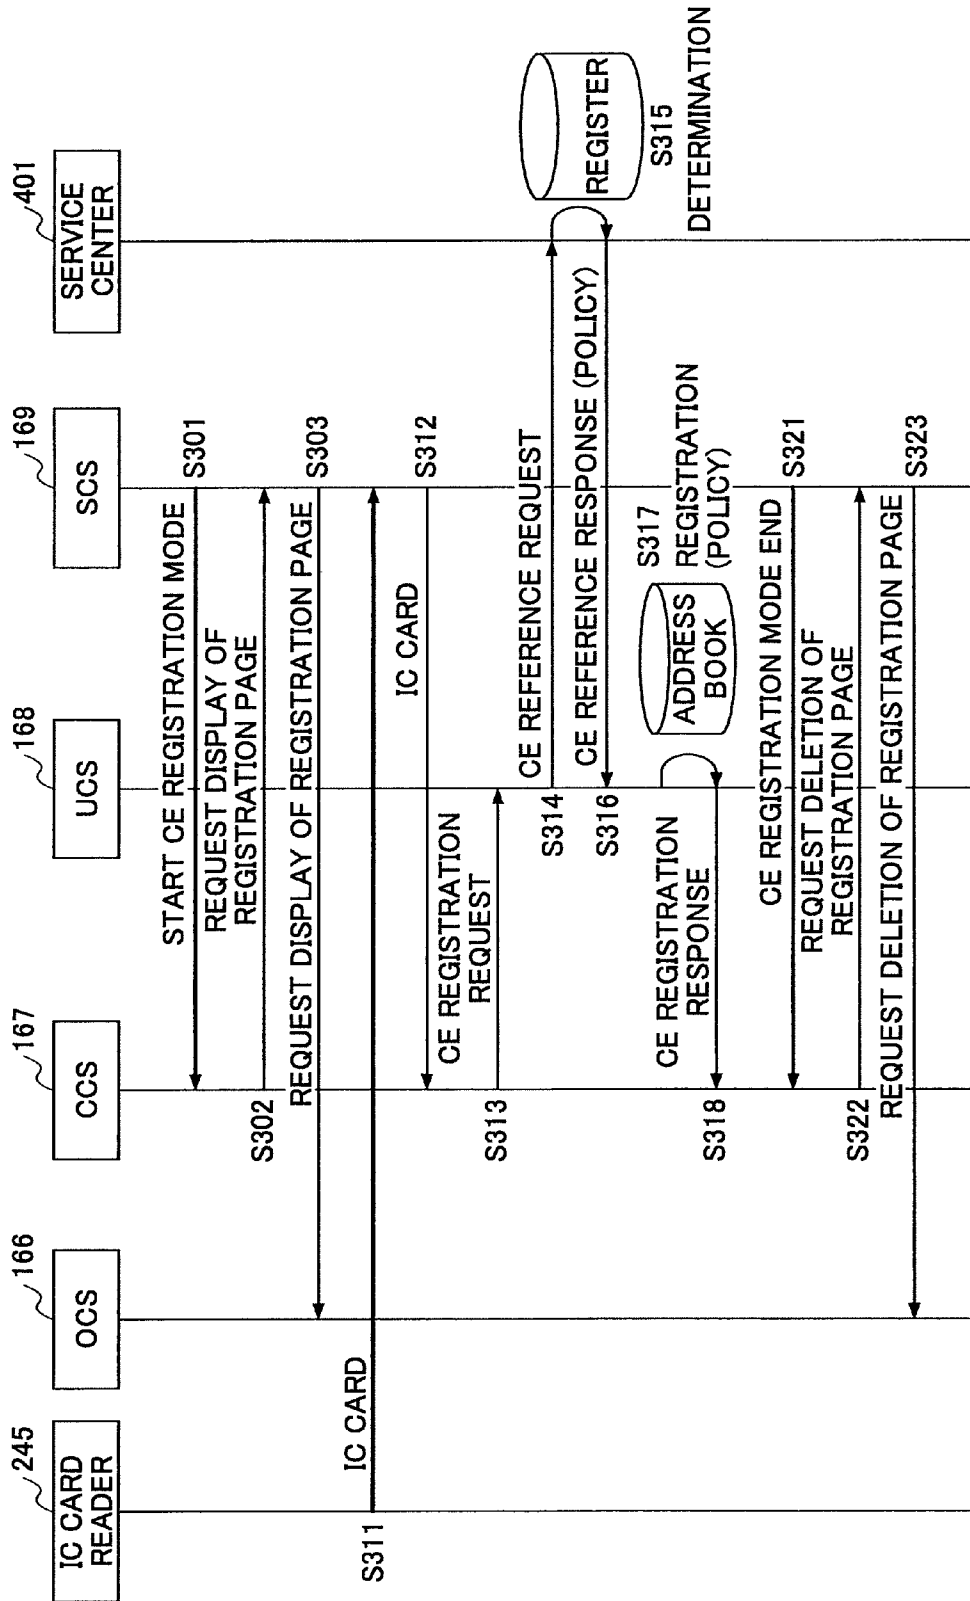 245
IC CARD
READER
166
OCS
167
CCS
168
UCS
169
SCS
401
SERVICE
CENTER
START CE REGISTRATION MODE
S301
REQUEST DISPLAY OF
REGISTRATION PAGE
S302
REQUEST DISPLAY OF REGISTRATION PAGE
S303
S311
IC CARD
IC CARD
S312
CE REGISTRATION
REQUEST
S313
CE REFERENCE REQUEST
S314
REGISTER
S315
DETERMINATION
CE REFERENCE RESPONSE (POLICY)
S316
ADDRESS
BOOK
S317
REGISTRATION
(POLICY)
CE REGISTRATION
RESPONSE
S318
CE REGISTRATION MODE END
S321
REQUEST DELETION OF
REGISTRATION PAGE
S322
REQUEST DELETION OF REGISTRATION PAGE
S323